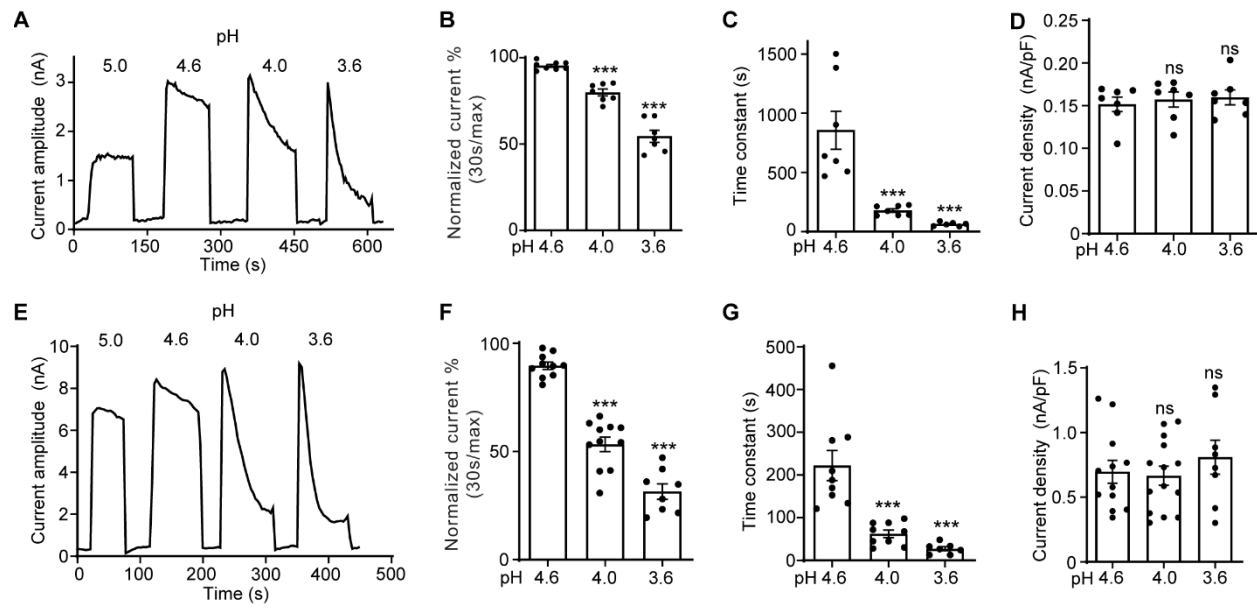 A
pH
5.0 4.6 4.0 3.6
Current amplitude (nA)
3
2
1
0
0 150 300 450 600
Time (s)
B
Normalized current %
(30s/max)
100
50
0
***
***
pH 4.6 4.0 3.6
C
Time constant (s)
1500
1000
500
0
***
***
pH 4.6 4.0 3.6
D
Current density (nA/pF)
0.25
0.20
0.15
0.10
0.05
0.00
ns
ns
pH 4.6 4.0 3.6
E
pH
5.0 4.6 4.0 3.6
Current amplitude (nA)
10
8
6
4
2
0
0 100 200 300 400 500
Time (s)
F
Normalized current %
(30s/max)
100
50
0
***
***
pH 4.6 4.0 3.6
G
Time constant (s)
500
400
300
200
100
0
***
***
pH 4.6 4.0 3.6
H
Current density (nA/pF)
1.5
1.0
0.5
0.0
ns
ns
pH 4.6 4.0 3.6